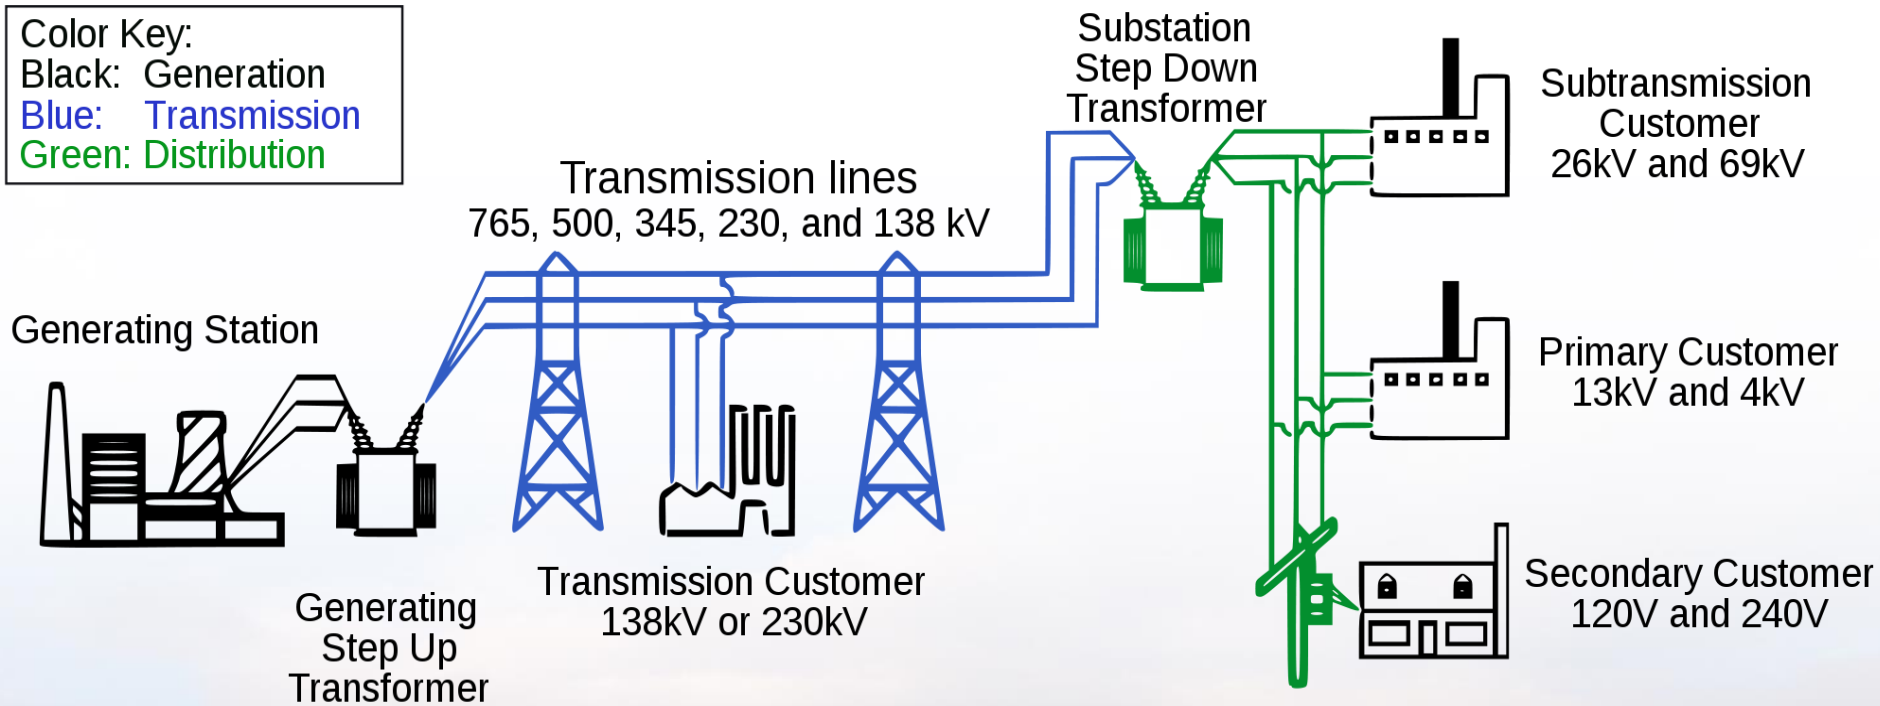 Color Key:
Black: Generation
Blue: Transmission
Green: Distribution
Substation
Step Down
Transformer
Subtransmission
Customer
26kV and 69kV
Transmission lines
765, 500, 345, 230, and 138 kV
Generating Station
Primary Customer
13kV and 4kV
Generating
Step Up
Transformer
Transmission Customer
138kV or 230kV
Secondary Customer
120V and 240V